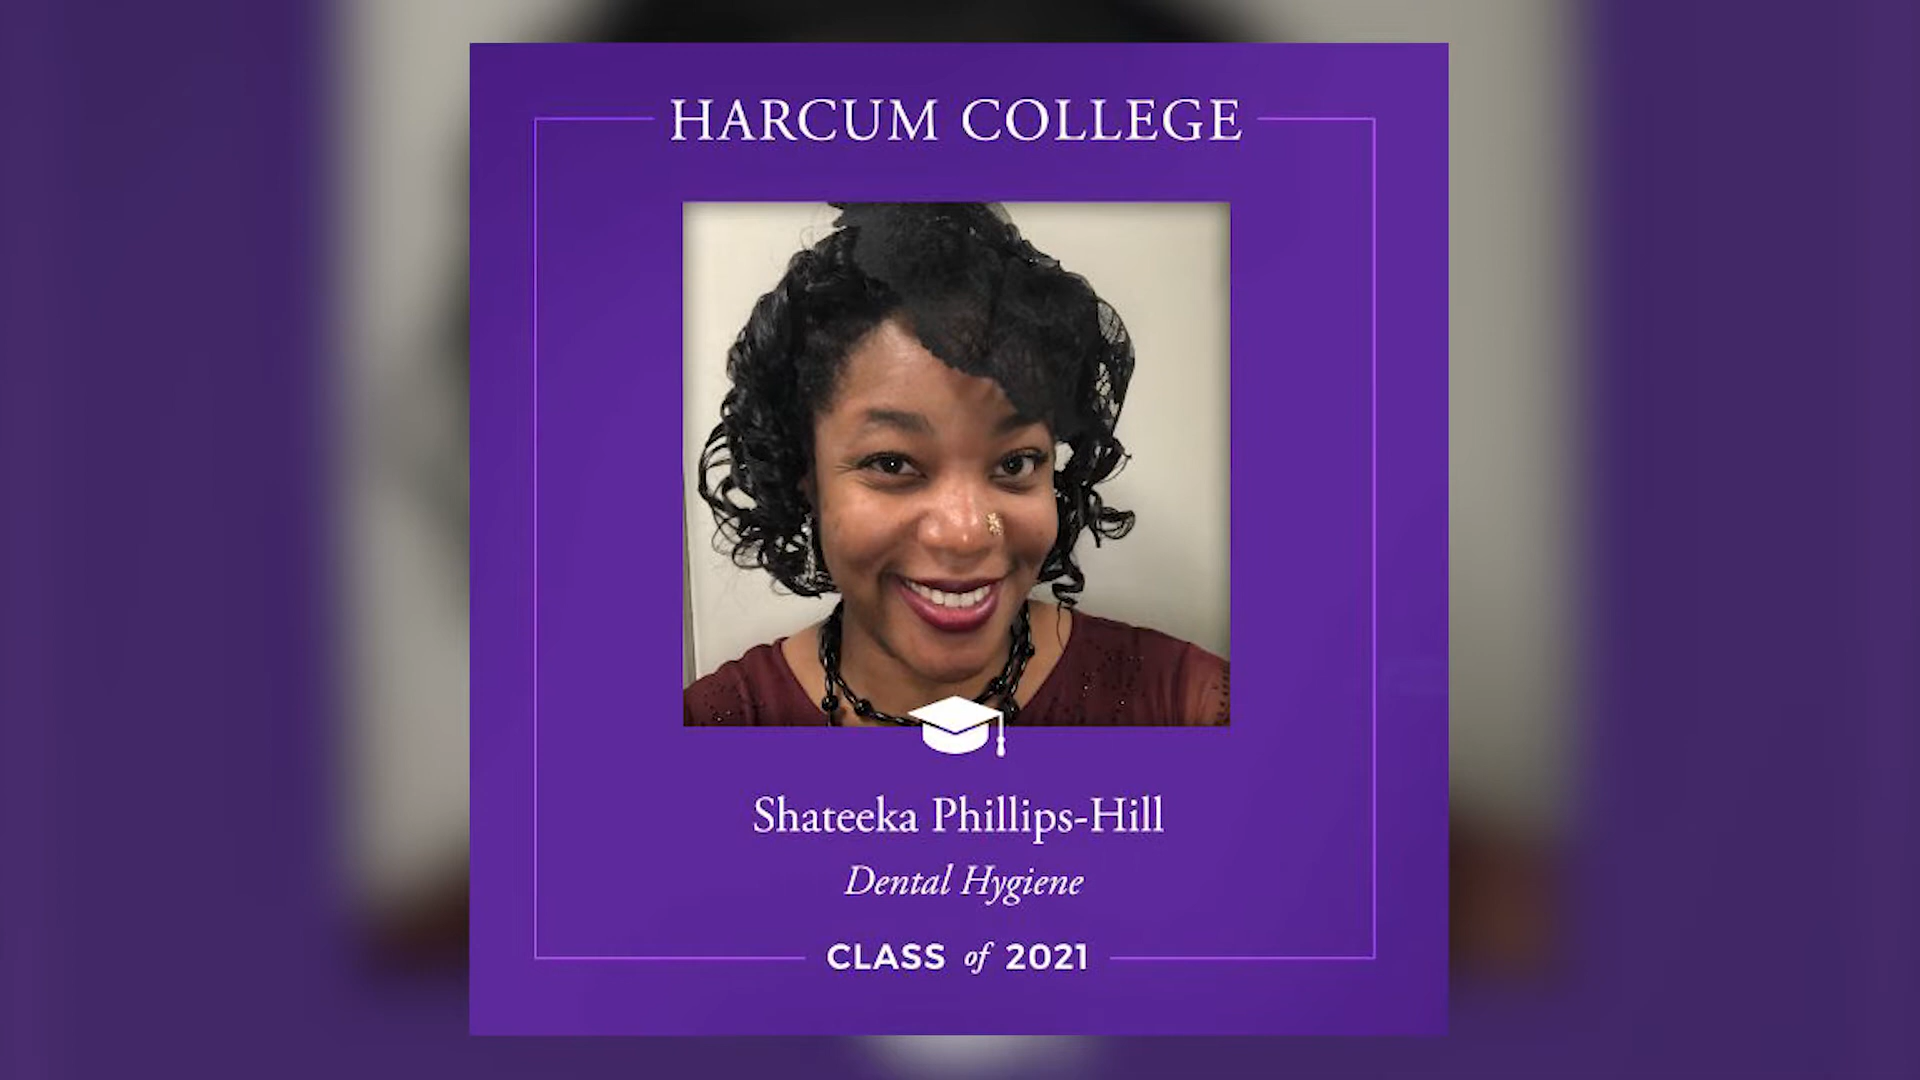 HARCUM COLLEGE
Shateeka Phillips-Hill
Dental Hygiene
CLASS of 2021